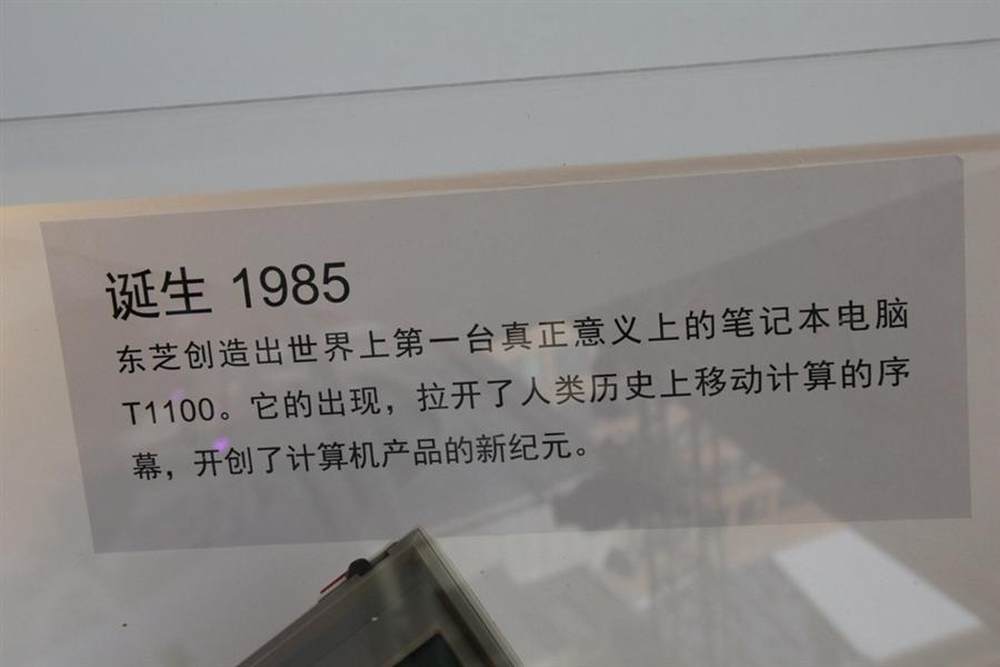 诞生 1985
东芝创造出世界上第一台真正意义上的笔记本电脑
T1100。它的出现，拉开了人类历史上移动计算的序
幕，开创了计算机产品的新纪元。